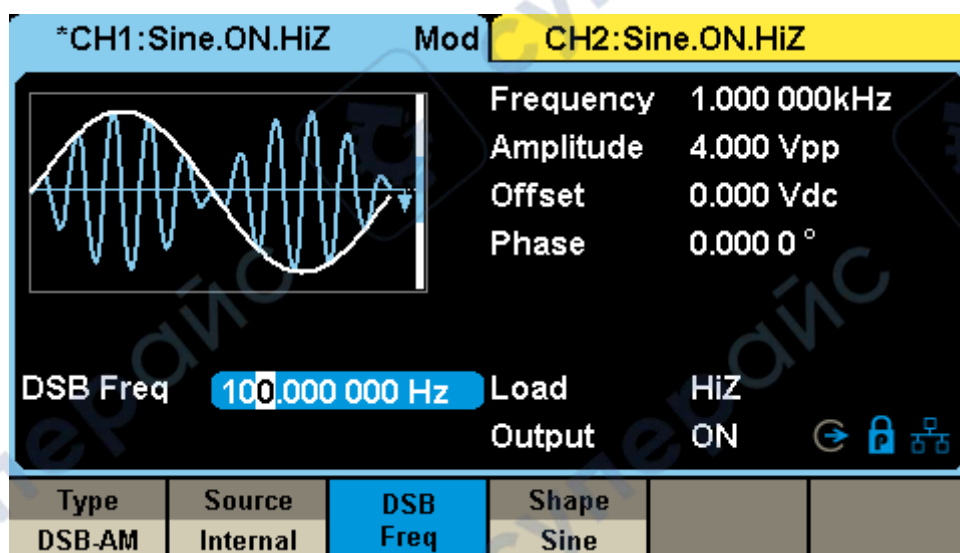 *CH1:Sine.ON.HiZ Mod CH2:Sine.ON.HiZ
Frequency 1.000 000kHz
Amplitude 4.000 Vpp
Offset 0.000 Vdc
Phase 0.000 0 °
DSB Freq 100.000 000 Hz Load HiZ
Output ON P
Type Source DSB Freq Shape
DSB-AM Internal Sine